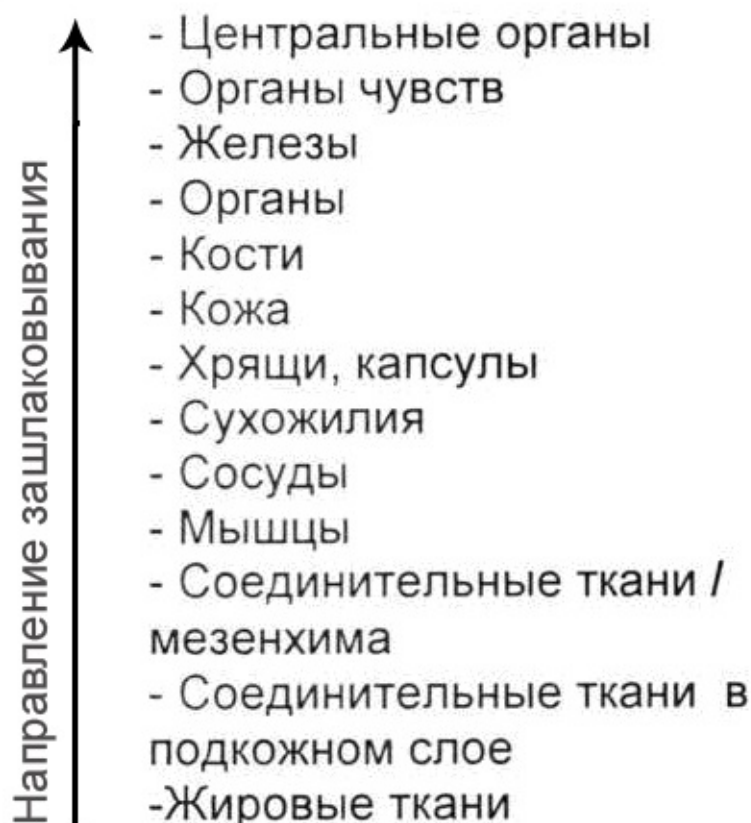 Направление зашлаковывания
- Центральные органы
- Органы чувств
- Железы
- Органы
- Кости
- Кожа
- Хрящи, капсулы
- Сухожилия
- Сосуды
- Мышцы
- Соединительные ткани /
мезенхима
- Соединительные ткани в
подкожном слое
-Жировые ткани